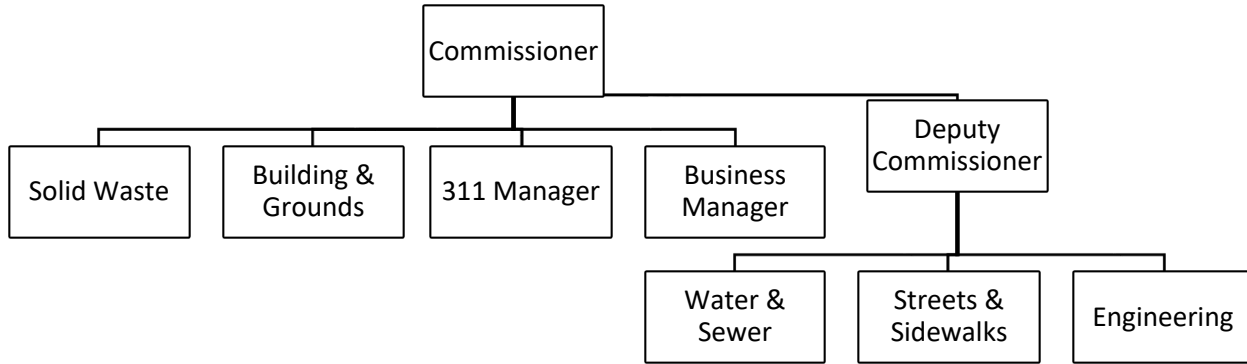 Commissioner
Deputy
Commissioner
Solid Waste
Building &
Grounds
311 Manager
Business
Manager
Water &
Sewer
Streets &
Sidewalks
Engineering